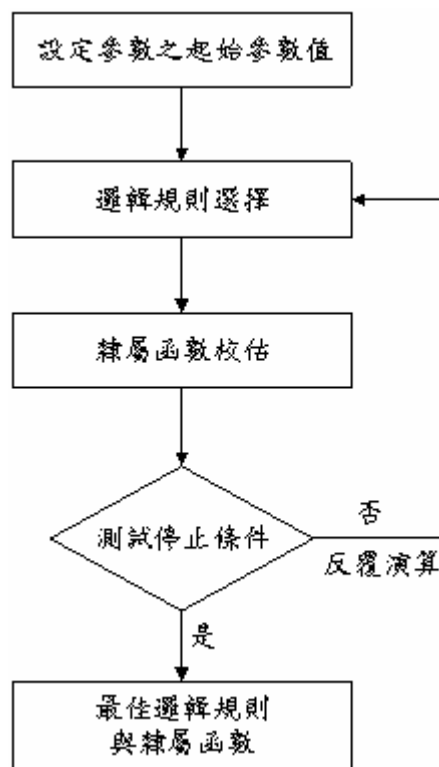 設定參數之起始參數值
邏輯規則選擇
隸屬函數校估
測試停止條件
否
反覆演算
是
最佳邏輯規則
與隸屬函數